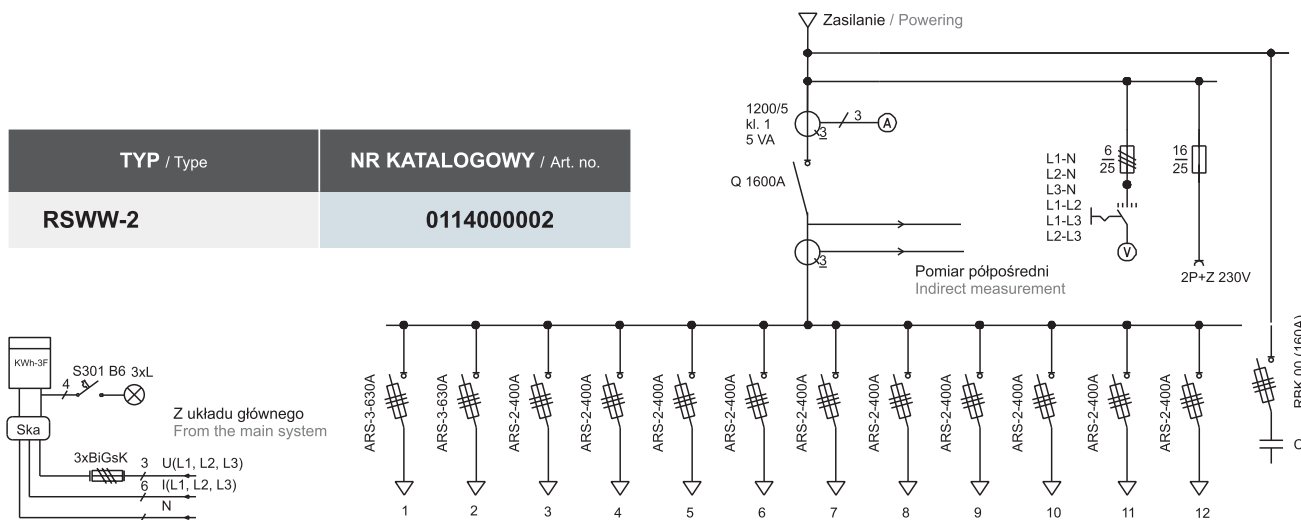 Zasilanie / Powering
TYP / Type
NR KATALOGOWY / Art. no.
RSWW-2
0114000002
1200/5
kl. 1
5 VA
3
3
A
Q 1600A
3
Pomiar półpośredni
Indirect measurement
L1-N
L2-N
L3-N
L1-L2
L1-L3
L2-L3
6
25
V
16
25
2P+Z 230V
RBK 00 (160A)
C
ARS-3-630A
ARS-3-630A
ARS-2-400A
ARS-2-400A
ARS-2-400A
ARS-2-400A
ARS-2-400A
ARS-2-400A
ARS-2-400A
ARS-2-400A
ARS-2-400A
ARS-2-400A
1 2 3 4 5 6 7 8 9 10 11 12
KWh-3F
S301 B6 3xL
4
Ska
Z układu głównego
From the main system
3xBiGsK
3 U(L1, L2, L3)
6 I(L1, L2, L3)
N